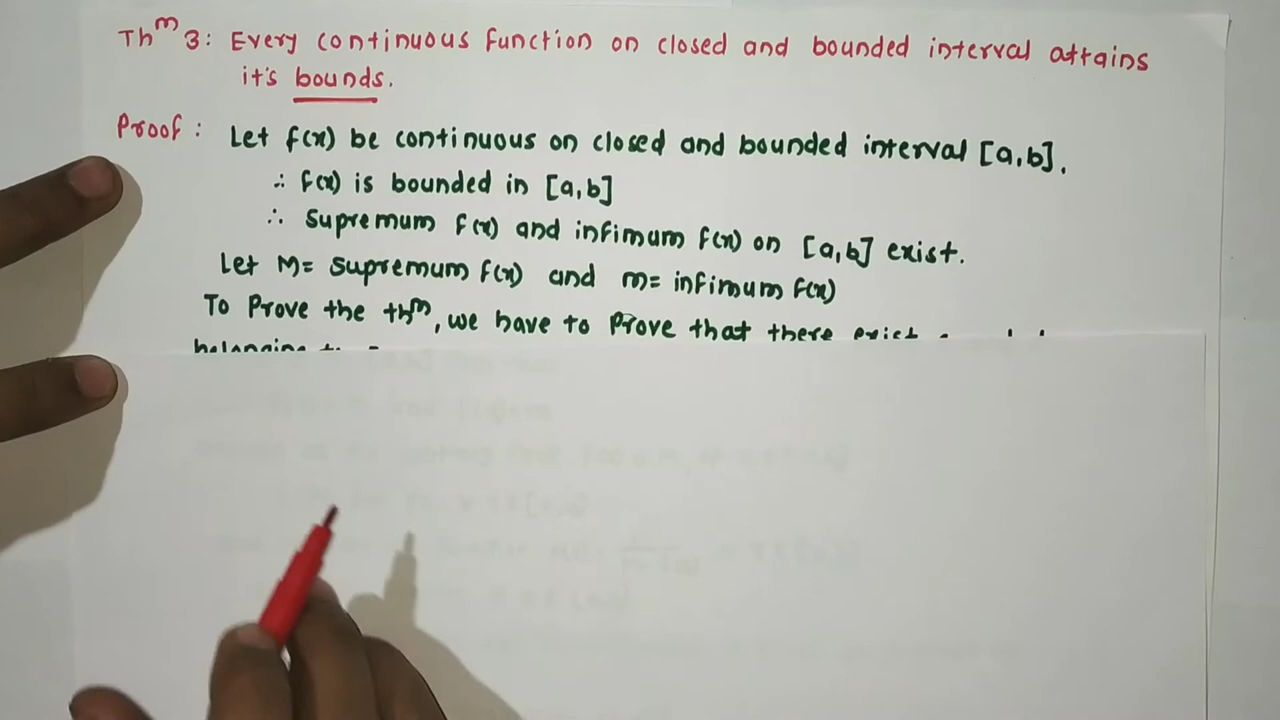 Thm 3: Every continuous function on closed and bounded interval attains
it's bounds.
Proof: Let f(x) be continuous on closed and bounded interval [a,b].
∴ f(x) is bounded in [a,b]
∴ supremum f(x) and infimum f(x) on [a,b] exist.
Let M= supremum f(x) and m= infimum f(x)
To Prove the thm, we have to Prove that there exist
belonging to